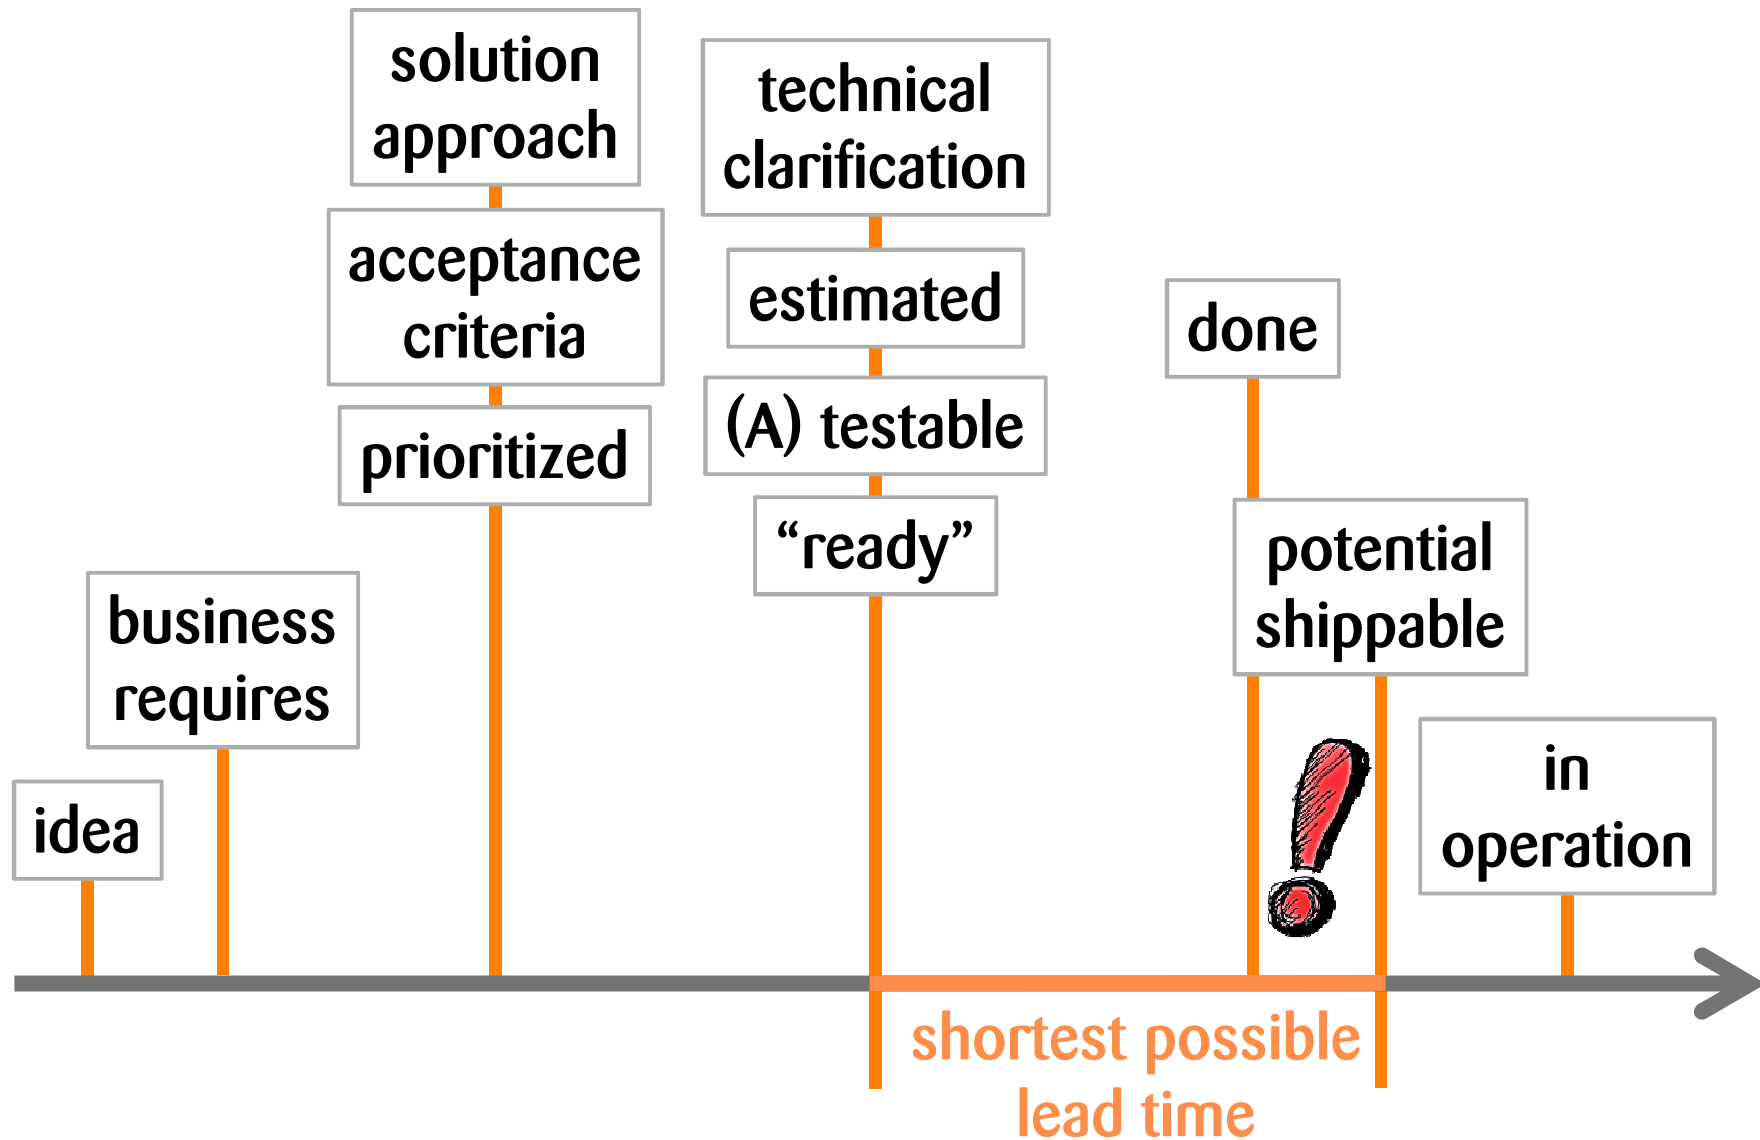 solution
approach
acceptance
criteria
prioritized
technical
clarification
estimated
(A) testable
“ready”
done
potential
shippable
business
requires
idea
in
operation
shortest possible
lead time